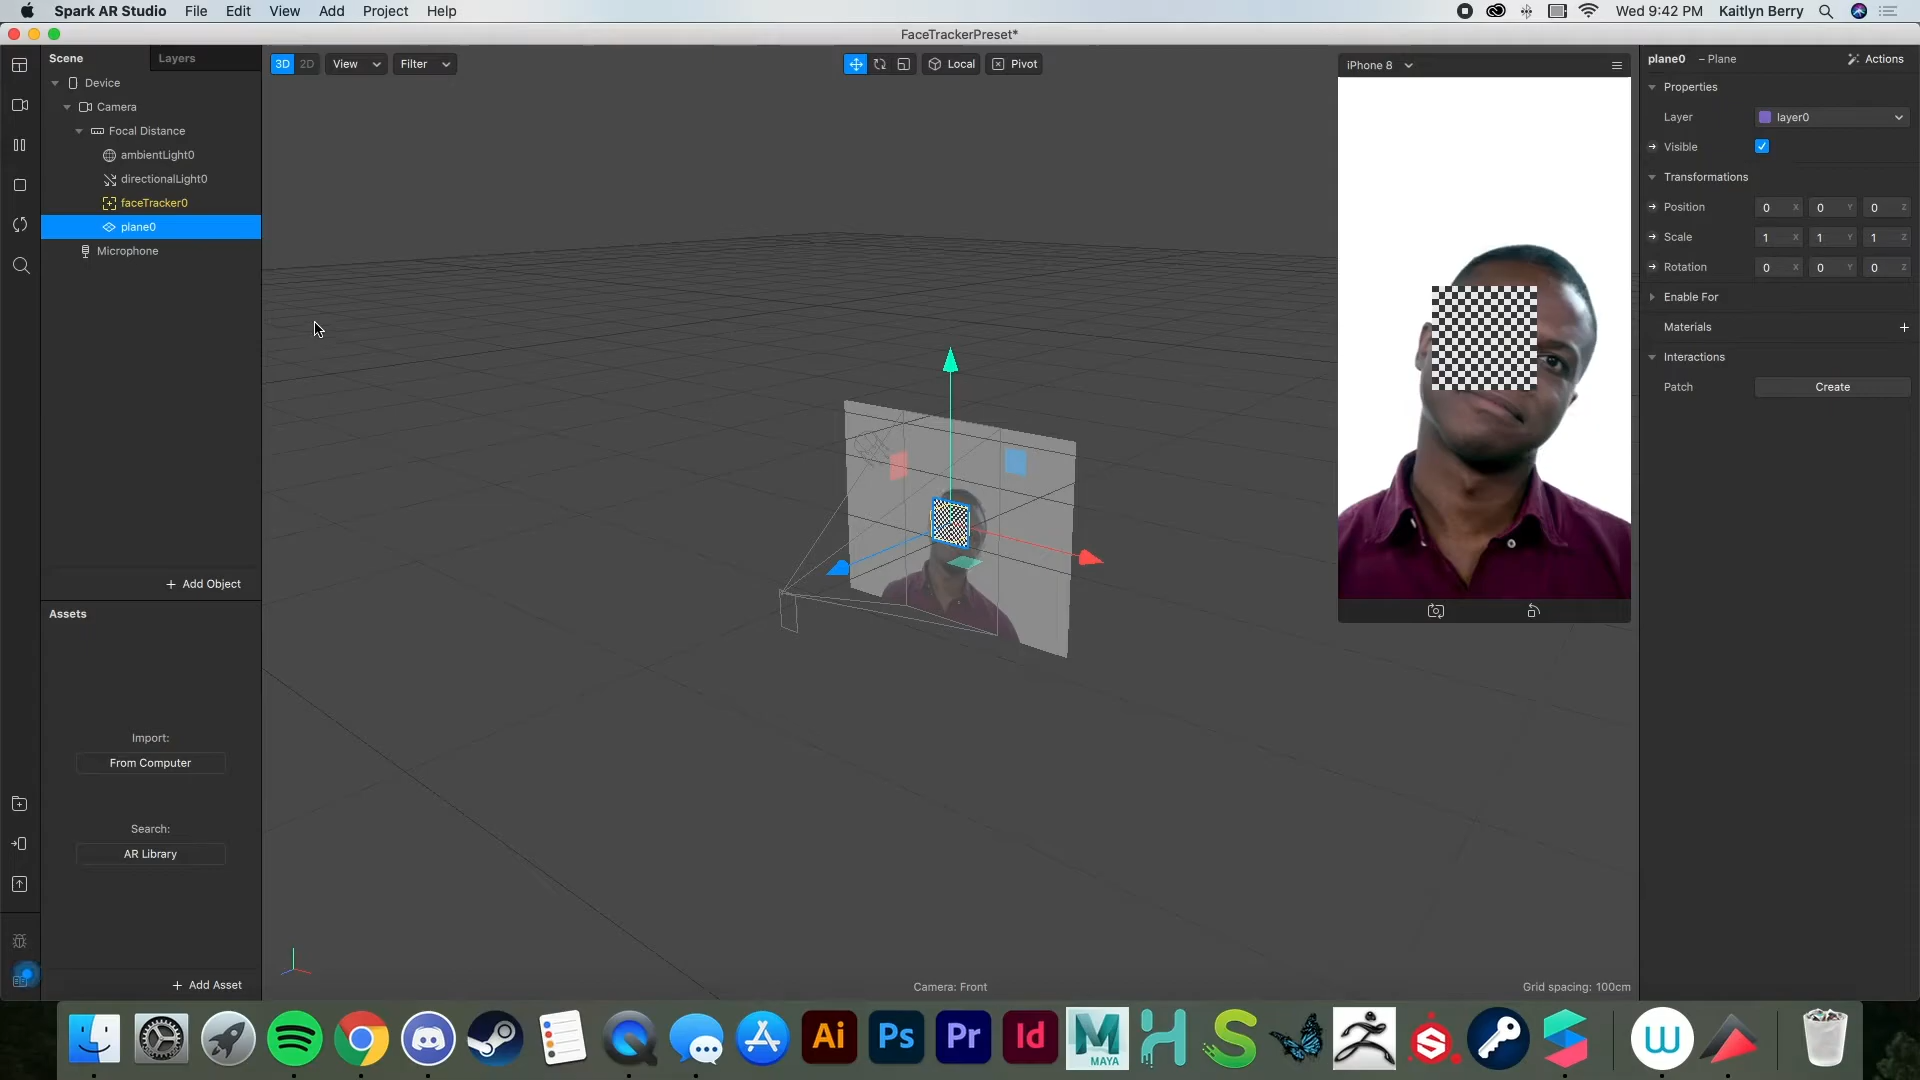 Spark AR Studio File Edit View Add Project Help Wed 9:42 PM Kaitlyn Berry
FaceTrackerPreset*
Scene Layers
Device
Camera
Focal Distance
ambientLight0
directionalLight0
faceTracker0
plane0
Microphone
+ Add Object
Assets
Import:
From Computer
Search:
AR Library
+ Add Asset
3D 2D View Filter Local Pivot
Camera: Front
Grid spacing: 100cm
iPhone 8
plane0 – Plane Actions
Properties
Layer layer0
Visible
Transformations
Position 0 X 0 Y 0 Z
Scale 1 X 1 Y 1 Z
Rotation 0 X 0 Y 0 Z
Enable For
Materials +
Interactions
Patch Create
Ai Ps Pr Id M MAYA H S S W